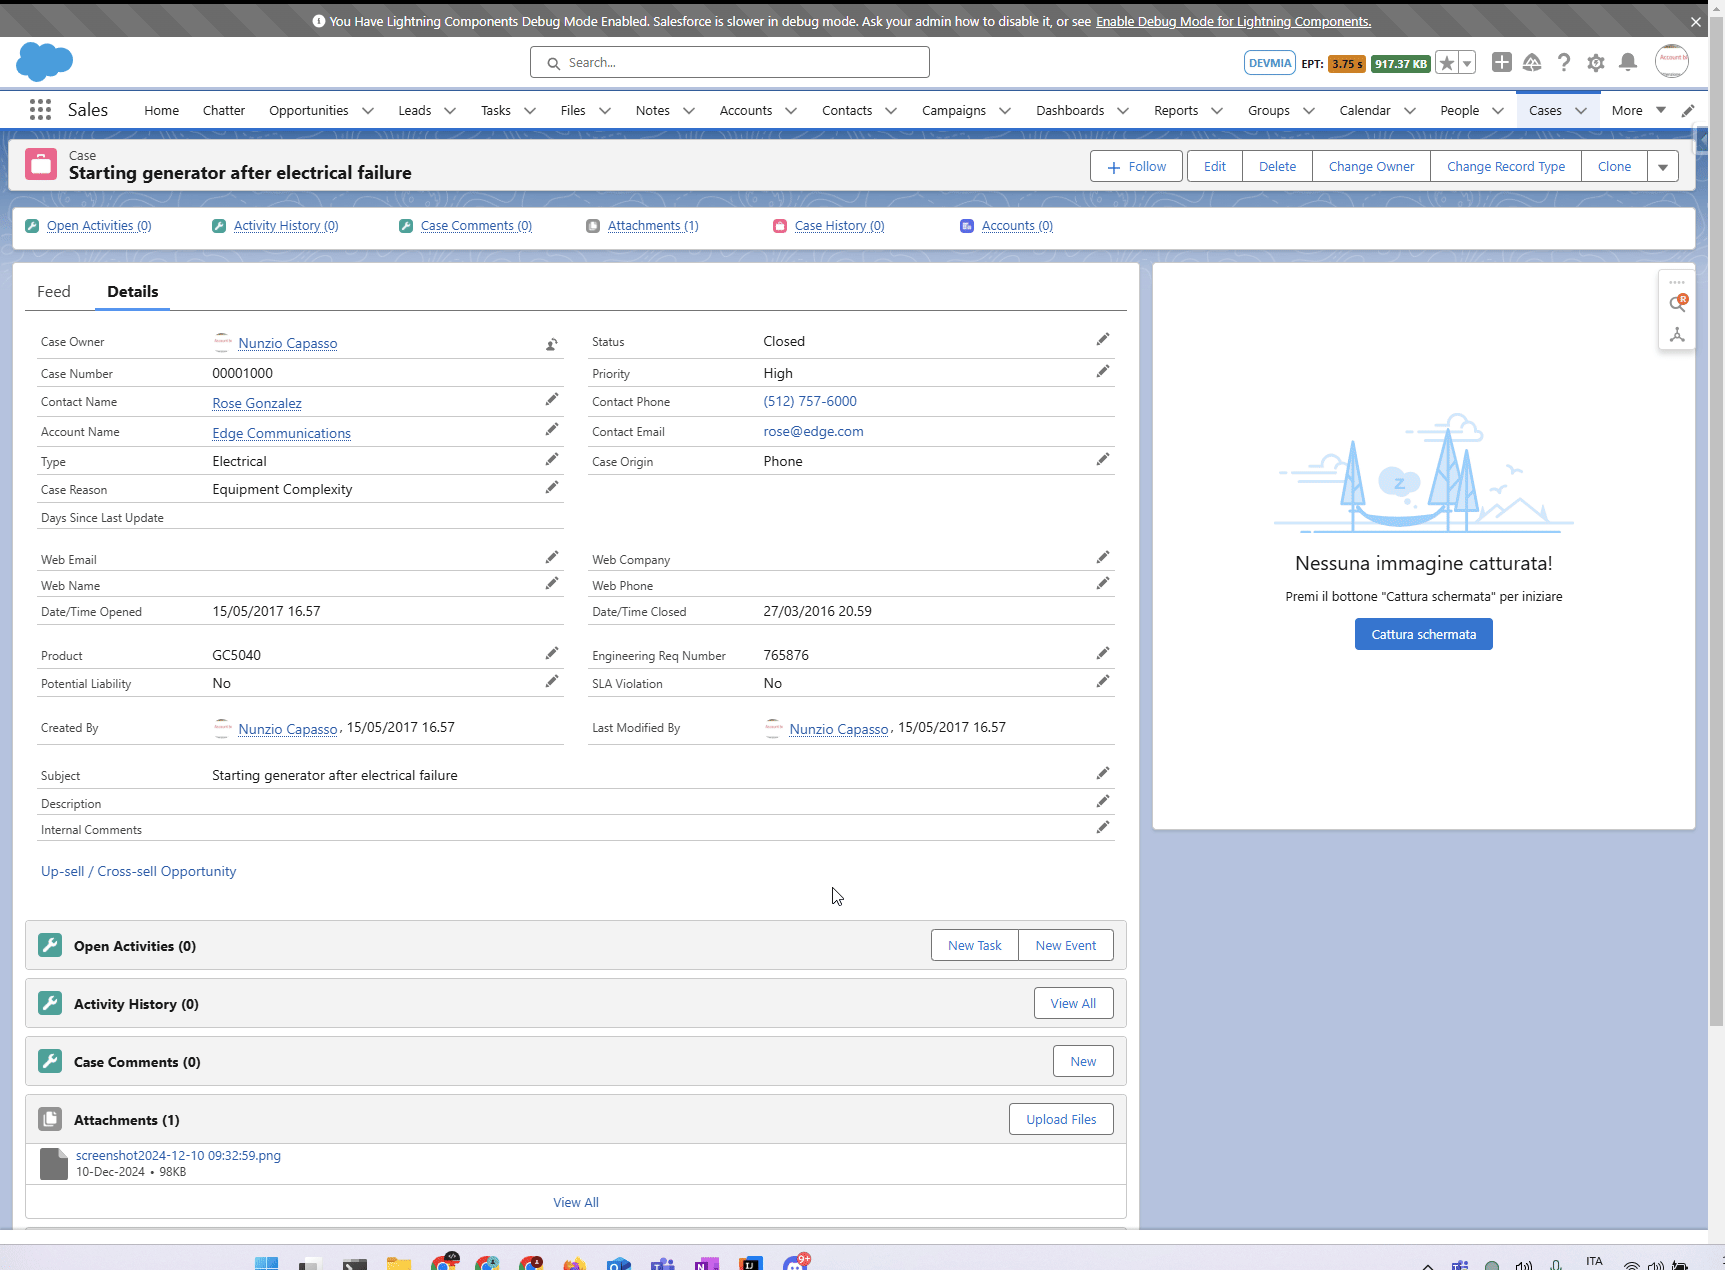 You Have Lightning Components Debug Mode Enabled. Salesforce is slower in debug mode. Ask your admin how to disable it, or see Enable Debug Mode for Lightning Components.
Search...
DEVMIA EPT: 3.75 s 917.37 KB
Sales Home Chatter Opportunities Leads Tasks Files Notes Accounts Contacts Campaigns Dashboards Reports Groups Calendar People Cases More
Case
Starting generator after electrical failure
Follow Edit Delete Change Owner Change Record Type Clone
Open Activities (0) Activity History (0) Case Comments (0) Attachments (1) Case History (0) Accounts (0)
Feed Details
Case Owner Nunzio Capasso Status Closed
Case Number 00001000 Priority High
Contact Name Rose Gonzalez Contact Phone (512) 757-6000
Account Name Edge Communications Contact Email rose@edge.com
Type Electrical Case Origin Phone
Case Reason Equipment Complexity
Days Since Last Update
Web Email Web Company
Web Name Web Phone
Date/Time Opened 15/05/2017 16.57 Date/Time Closed 27/03/2016 20.59
Product GC5040 Engineering Req Number 765876
Potential Liability No SLA Violation No
Created By Nunzio Capasso, 15/05/2017 16.57 Last Modified By Nunzio Capasso, 15/05/2017 16.57
Subject Starting generator after electrical failure
Description
Internal Comments
Up-sell / Cross-sell Opportunity
R
z
Nessuna immagine catturata!
Premi il bottone "Cattura schermata" per iniziare
Cattura schermata
Open Activities (0) New Task New Event
Activity History (0) View All
Case Comments (0) New
Attachments (1) Upload Files
screenshot2024-12-10 09:32:59.png
10-Dec-2024 • 98KB
View All
9+
ITA